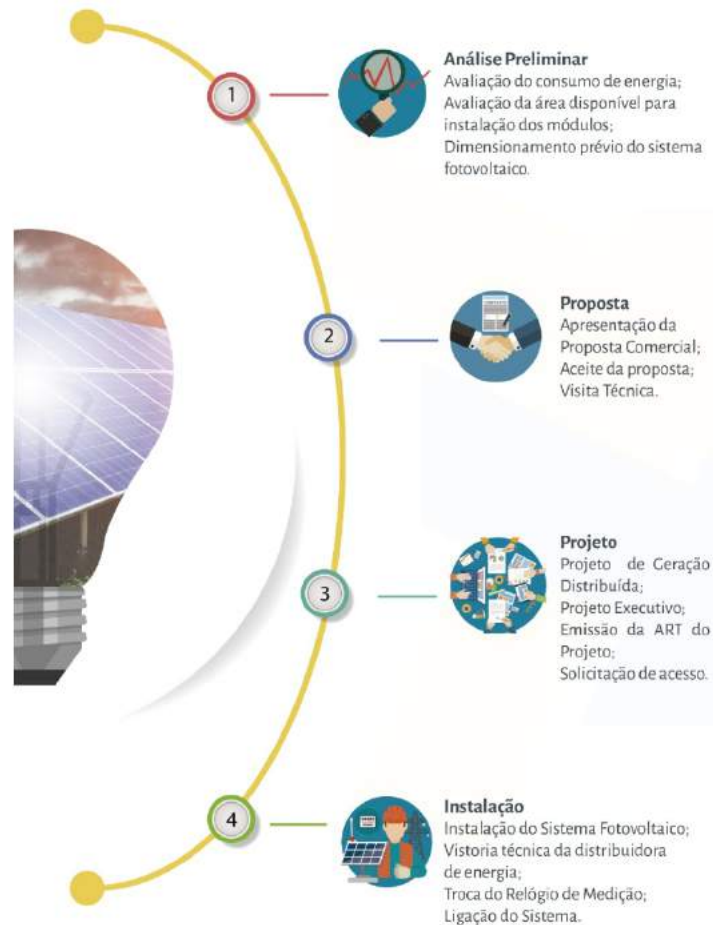 1
Análise Preliminar
Avaliação do consumo de energia;
Avaliação da área disponível para
instalação dos módulos;
Dimensionamento prévio do sistema
fotovoltaico.
2
Proposta
Apresentação da
Proposta Comercial;
Aceite da proposta;
Visita Técnica.
3
Projeto
Projeto de Geração
Distribuída;
Projeto Executivo;
Emissão da ART do
Projeto;
Solicitação de acesso.
4
Instalação
Instalação do Sistema Fotovoltaico;
Vistoria técnica da distribuidora
de energia;
Troca do Relógio de Medição;
Ligação do Sistema.